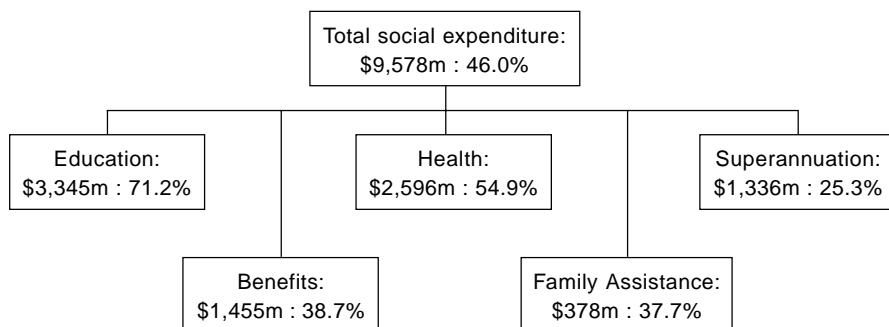 Total social expenditure:
$9,578m : 46.0%
Education:
$3,345m : 71.2%
Health:
$2,596m : 54.9%
Superannuation:
$1,336m : 25.3%
Benefits:
$1,455m : 38.7%
Family Assistance:
$378m : 37.7%